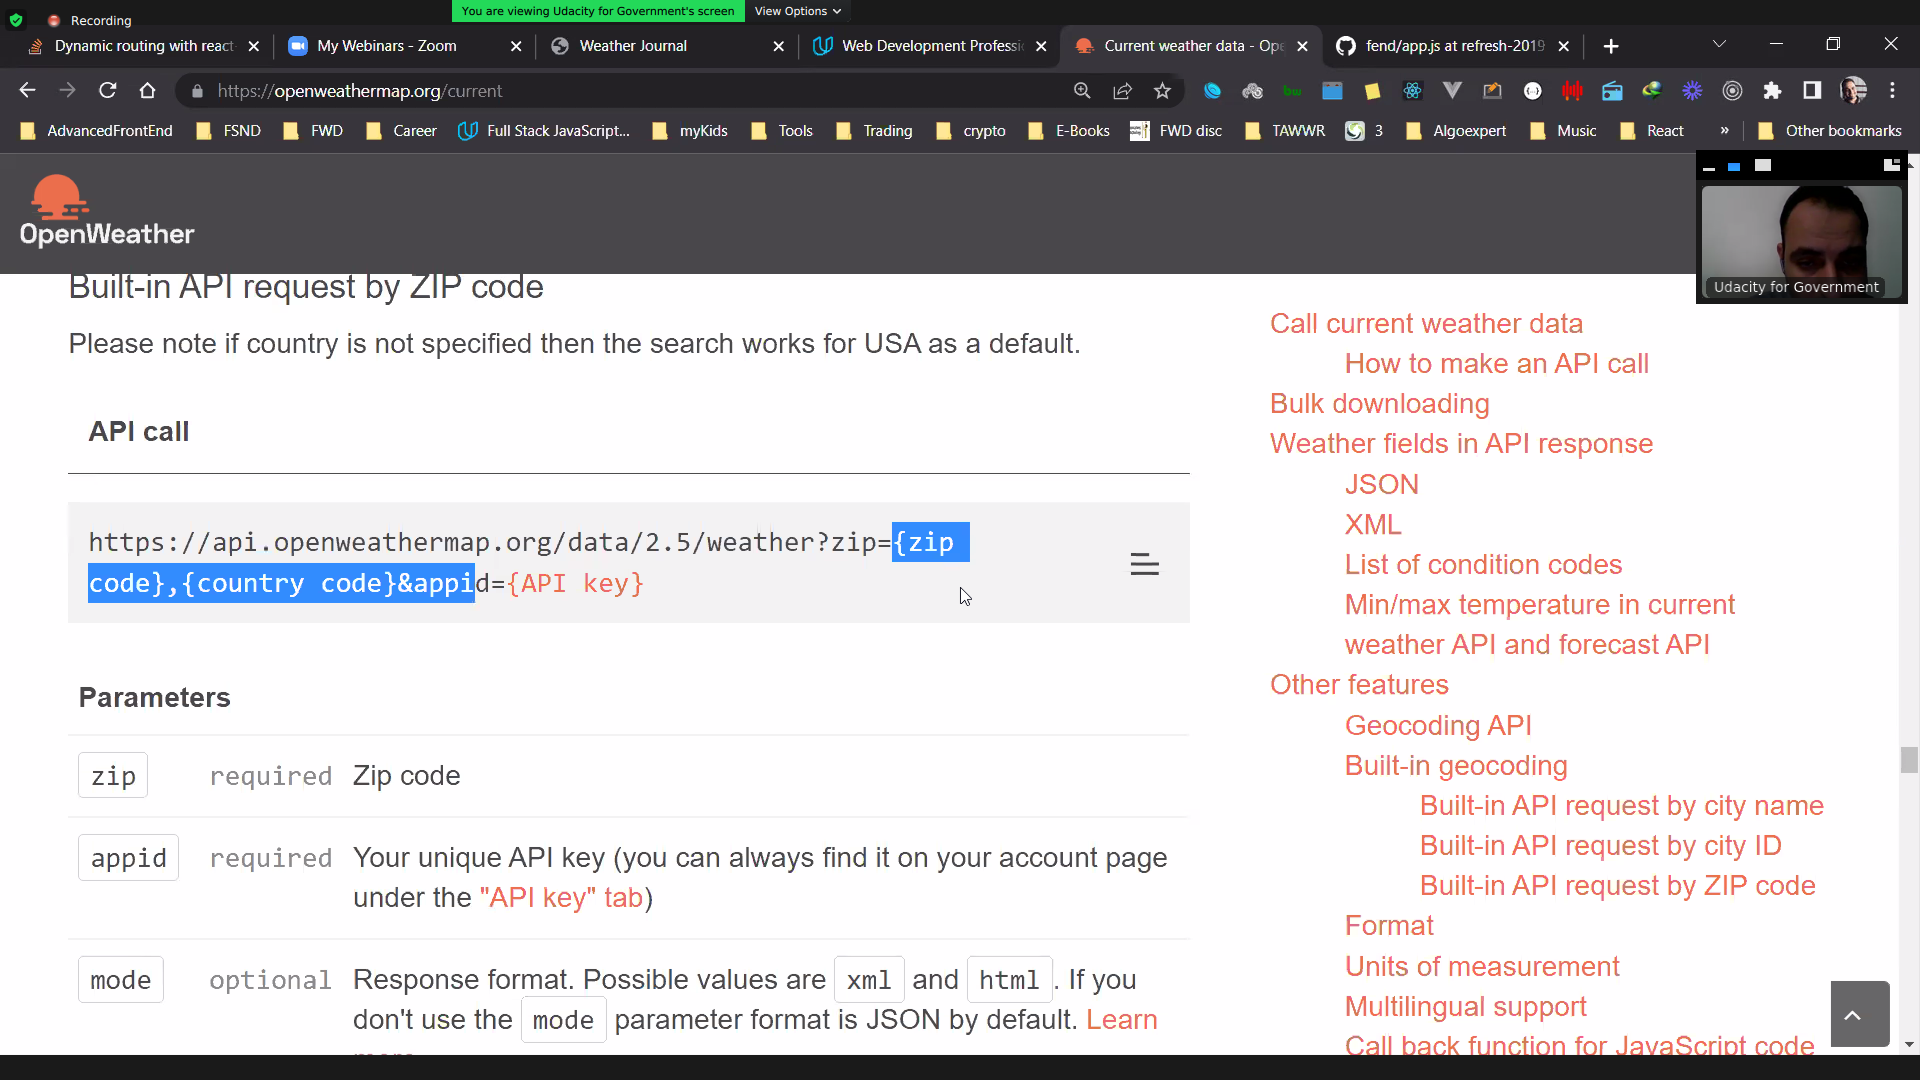 Recording
You are viewing Udacity for Government's screen
View Options
Dynamic routing with react
My Webinars - Zoom
Weather Journal
Web Development Professi
Current weather data - Ope
fend/app.js at refresh-2019
https://openweathermap.org/current
AdvancedFrontEnd
FSND
FWD
Career
Full Stack JavaScript...
myKids
Tools
Trading
crypto
E-Books
FWD disc
TAWWR
3
Algoexpert
Music
React
»
Other bookmarks
OpenWeather
Udacity for Government
Built-in API request by ZIP code
Please note if country is not specified then the search works for USA as a default.
API call
https://api.openweathermap.org/data/2.5/weather?zip={zip
code},{country code}&appid={API key}
Parameters
zip required Zip code
appid required Your unique API key (you can always find it on your account page
under the "API key" tab)
mode optional Response format. Possible values are xml and html. If you
don't use the mode parameter format is JSON by default. Learn
Call current weather data
How to make an API call
Bulk downloading
Weather fields in API response
JSON
XML
List of condition codes
Min/max temperature in current
weather API and forecast API
Other features
Geocoding API
Built-in geocoding
Built-in API request by city name
Built-in API request by city ID
Built-in API request by ZIP code
Format
Units of measurement
Multilingual support
Call back function for JavaScript code